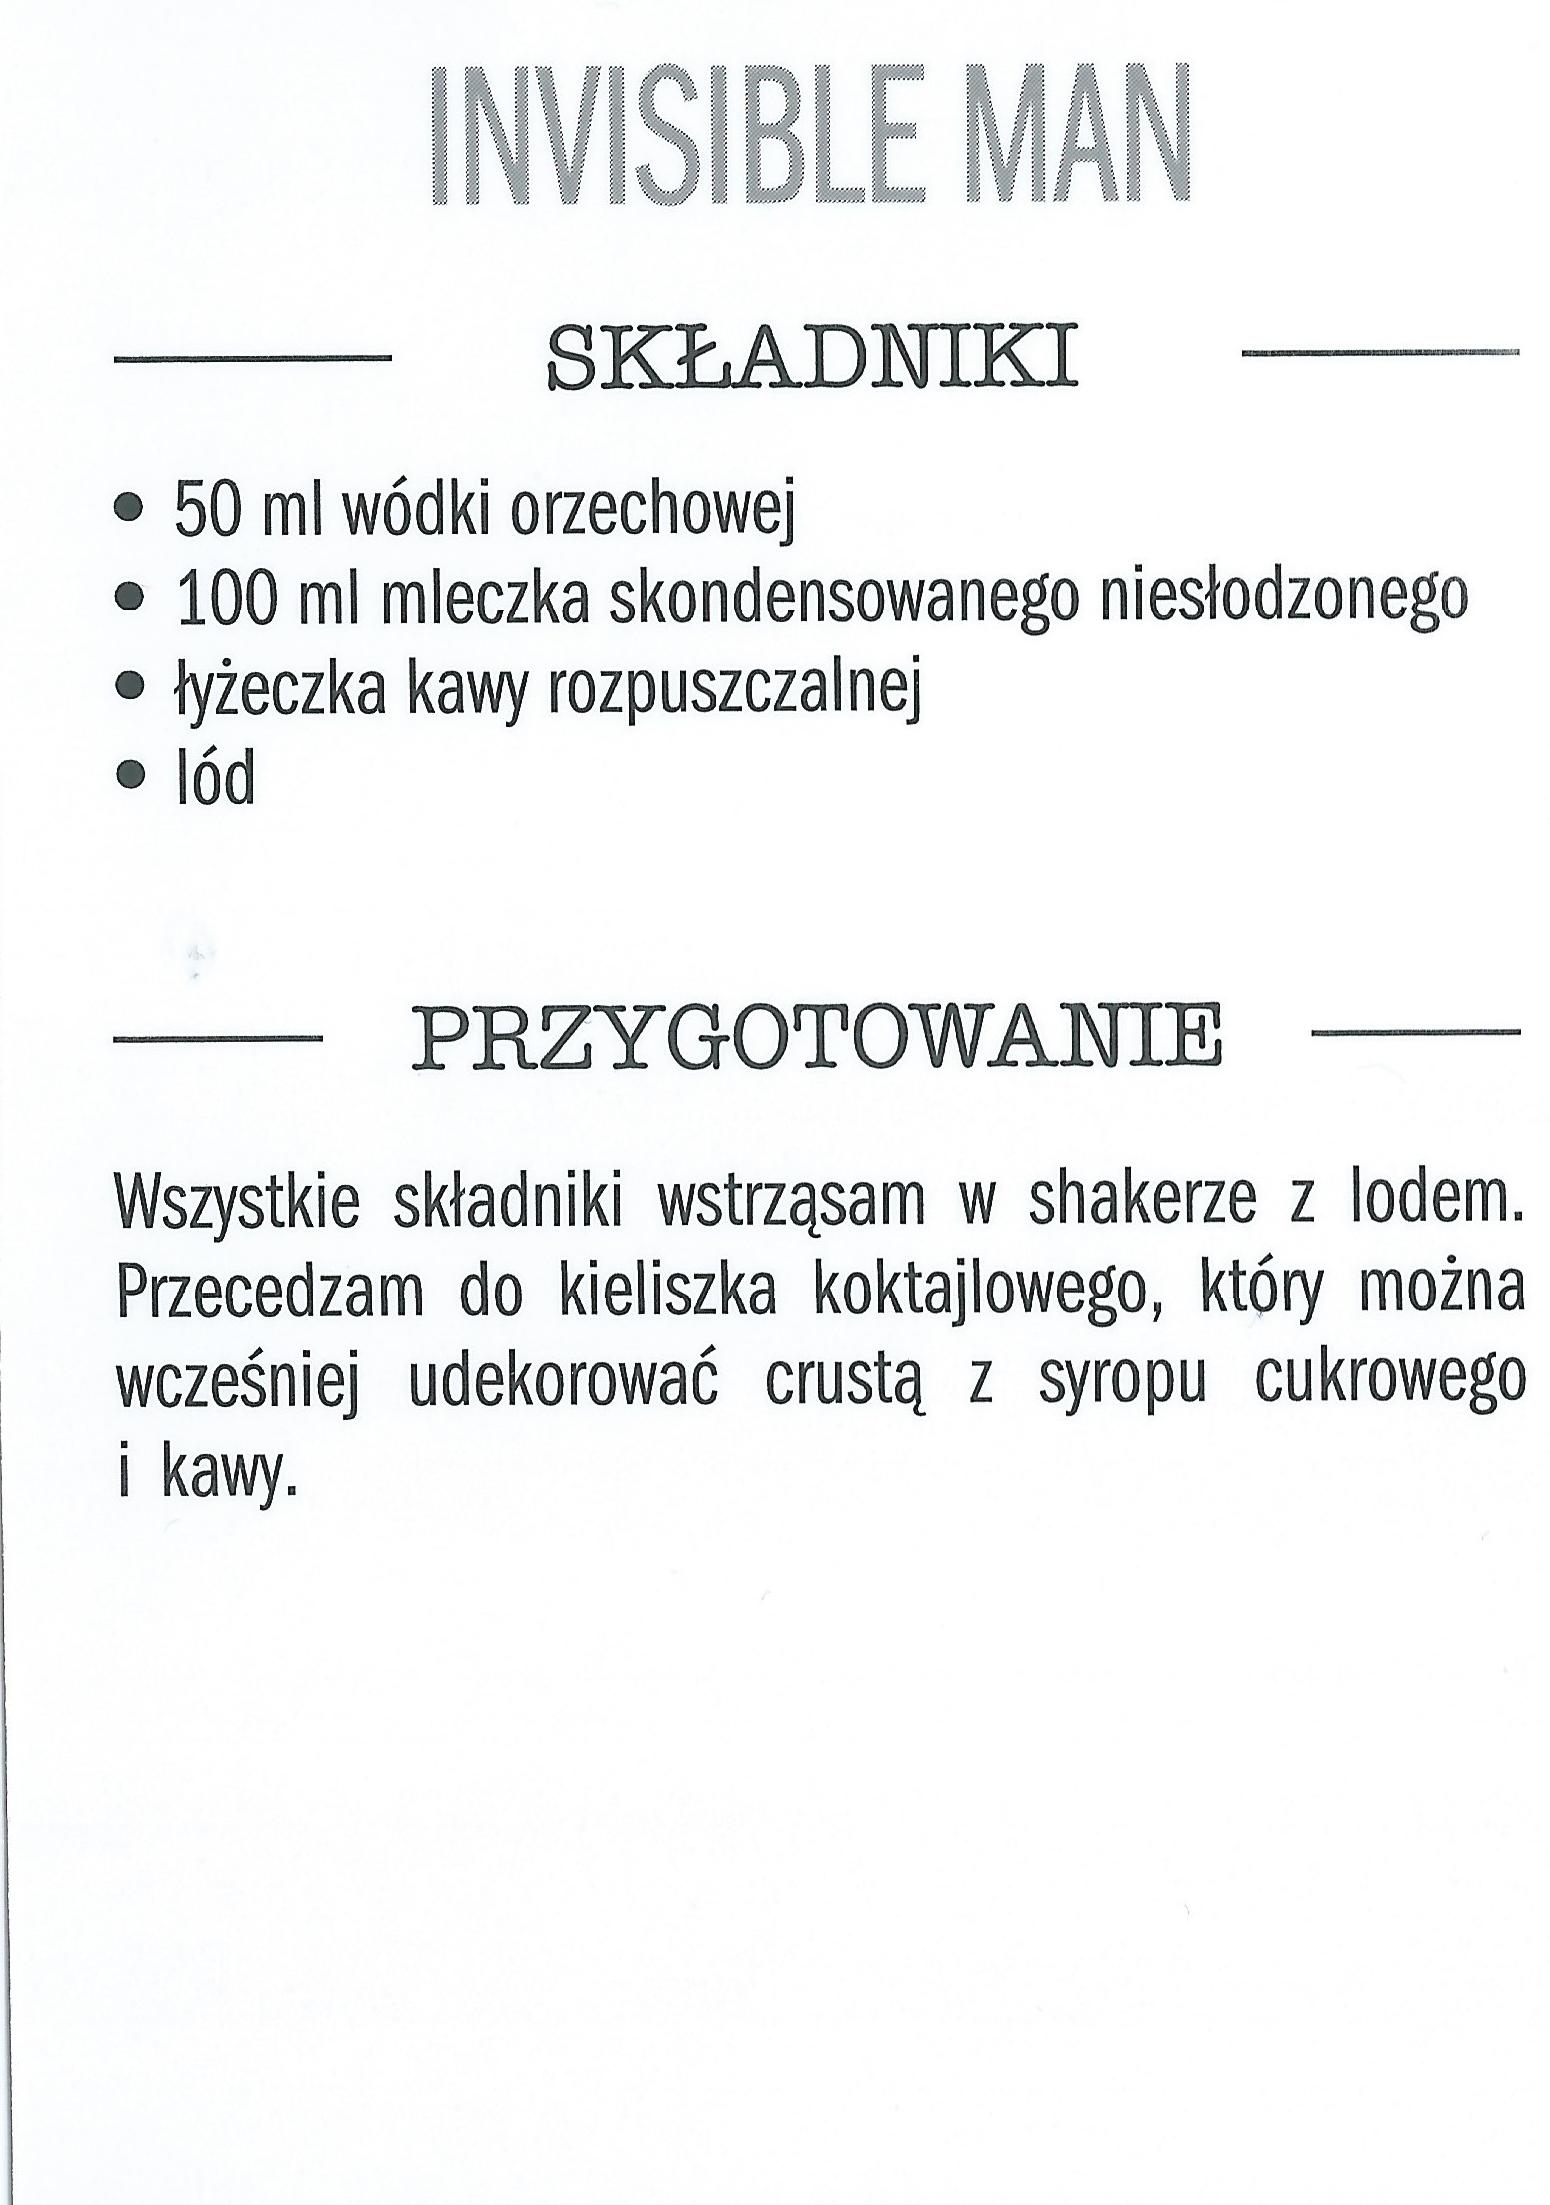 INVISIBLE MAN
SKŁADNIKI
• 50 ml wódki orzechowej
• 100 ml mleczka skondensowanego niesłodzonego
• łyżeczka kawy rozpuszczalnej
• lód
PRZYGOTOWANIE
Wszystkie składniki wstrząsam w shakerze z lodem.
Przecedzam do kieliszka koktajlowego, który można
wcześniej udekorować crustą z syropu cukrowego
i kawy.